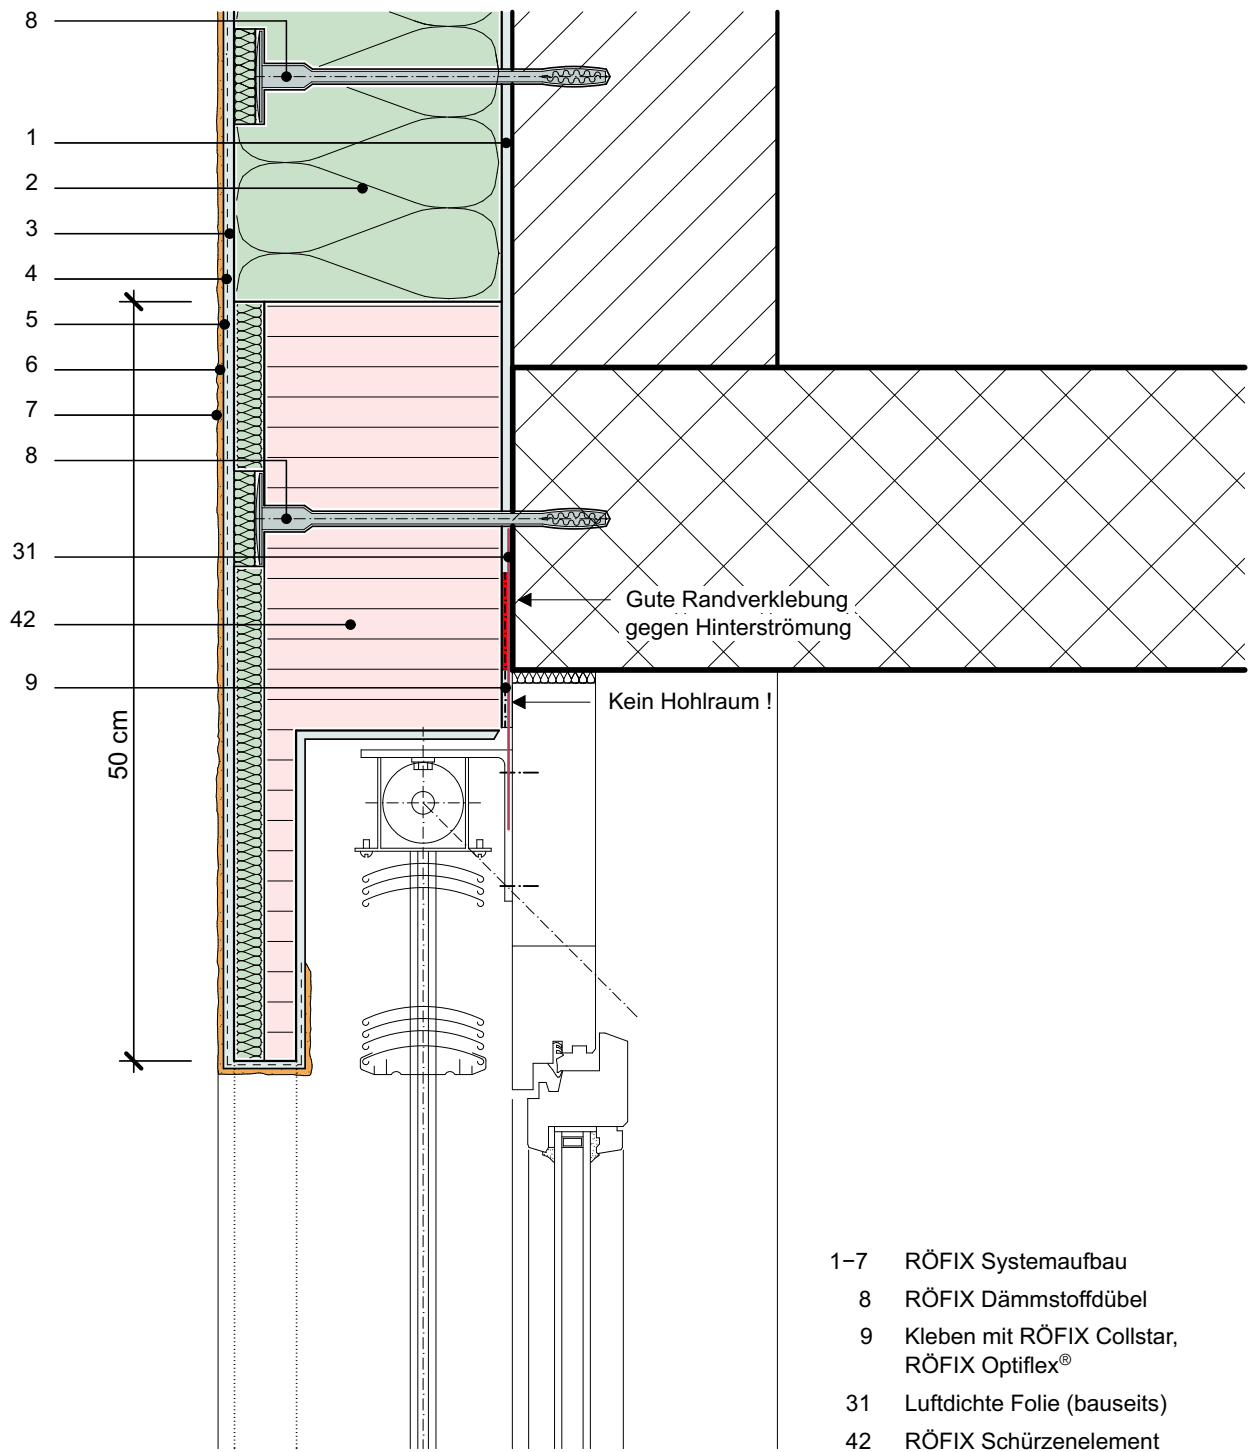 8
1
2
3
4
5
6
7
8
31
42
9
50 cm
Gute Randverklebung
gegen Hinterströmung
Kein Hohlraum !
1–7 RÖFIX Systemaufbau
8 RÖFIX Dämmstoffdübel
9 Kleben mit RÖFIX Collstar,
RÖFIX Optiflex®
31 Luftdichte Folie (bauseits)
42 RÖFIX Schürzenelement